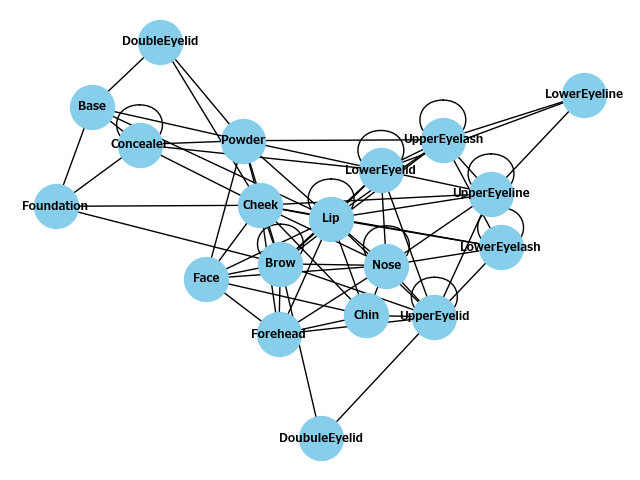 DoubleEyelid
LowerEyeline
Base
Concealer
Powder
UpperEyelash
LowerEyelid
UpperEyeline
Foundation
Cheek
Lip
LowerEyelash
Brow
Nose
Face
Chin
UpperEyelid
Forehead
DoubuleEyelid